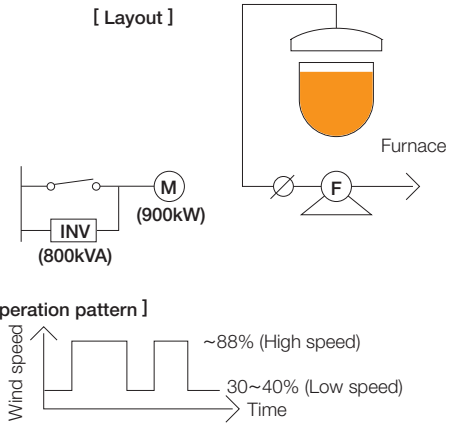 [ Layout ]
Furnace
F
M
(900kW)
INV
(800kVA)
peration pattern ]
Wind speed
~88% (High speed)
30~40% (Low speed)
Time